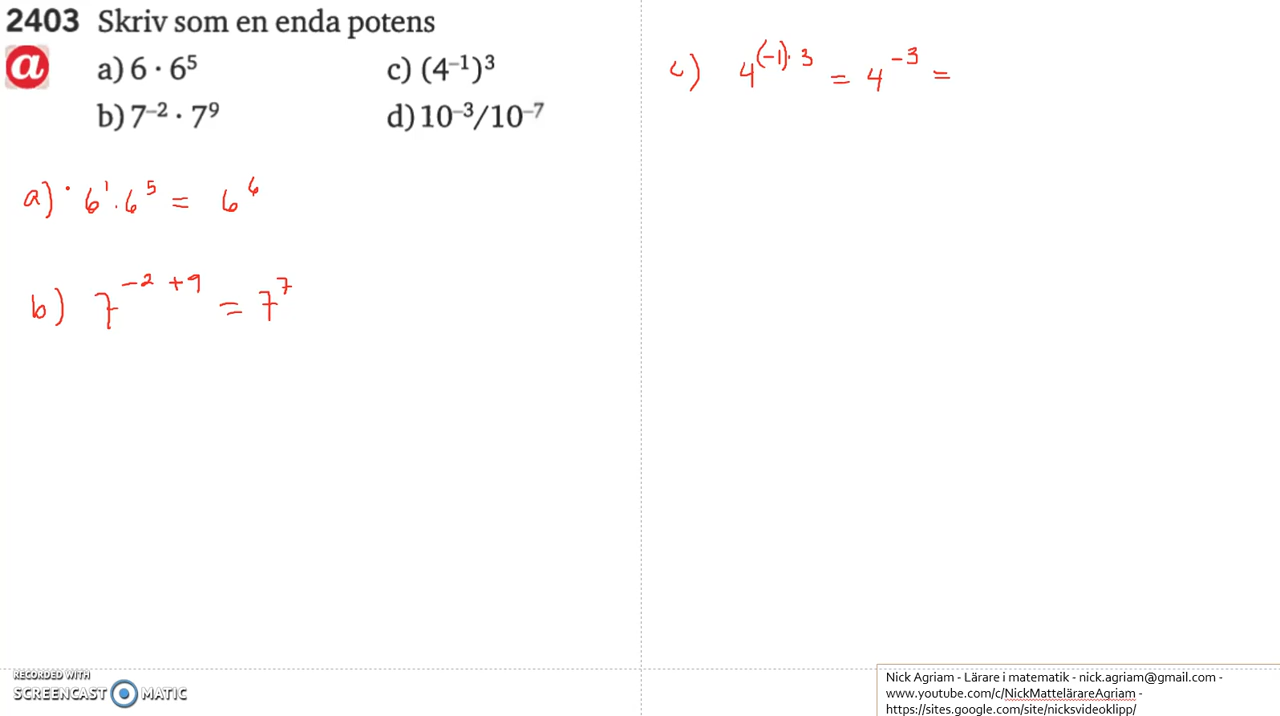 2403 Skriv som en enda potens
a
a) 6 · 6⁵
c) (4⁻¹)³
b) 7⁻² · 7⁹
d) 10⁻³/10⁻⁷
a) 6¹ · 6⁵ = 6⁶
b) 7⁻² ⁺⁹ = 7⁷
c) 4⁽⁻¹⁾˙³ = 4⁻³ =
RECORDED WITH
SCREENCAST MATIC
Nick Agriam - Lärare i matematik - nick.agriam@gmail.com -
www.youtube.com/c/NickMattelärareAgriam -
https://sites.google.com/site/nicksvideoklipp/